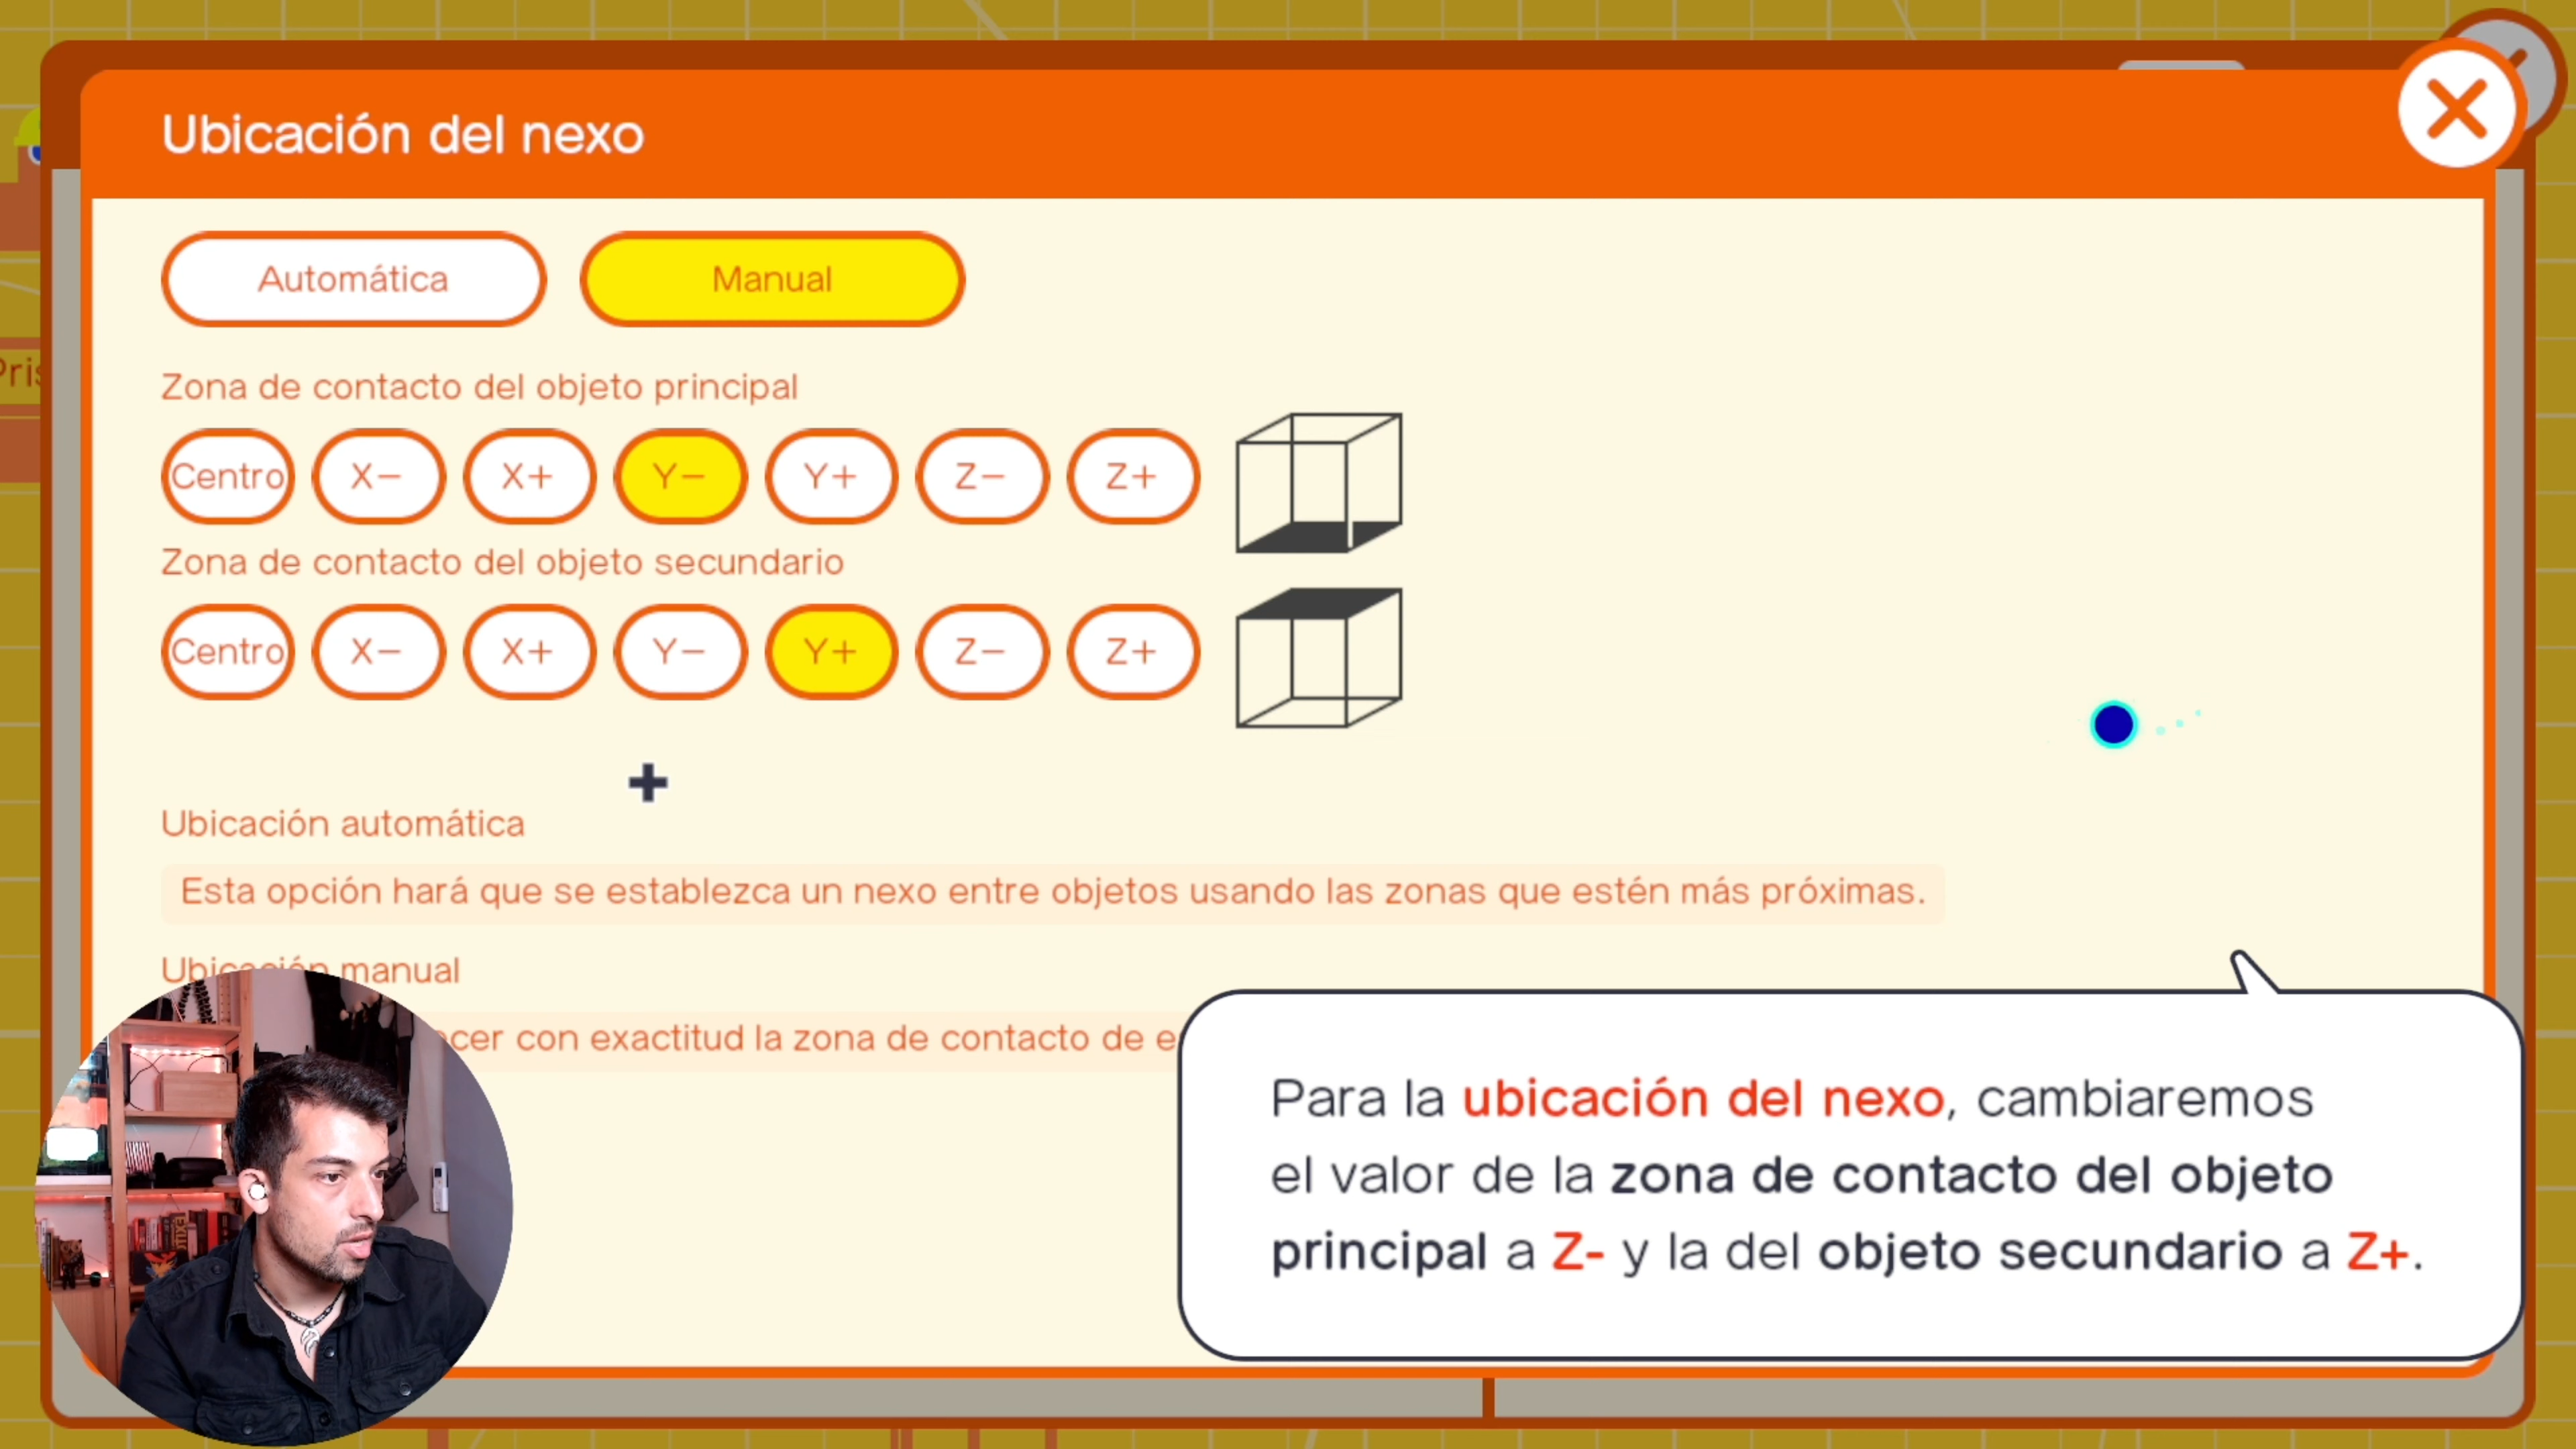 Ubicación del nexo
Automática Manual
Zona de contacto del objeto principal
Centro X− X+ Y− Y+ Z− Z+
Zona de contacto del objeto secundario
Centro X− X+ Y− Y+ Z− Z+
Ubicación automática
Esta opción hará que se establezca un nexo entre objetos usando las zonas que estén más próximas.
Ubicación manual
con exactitud la zona de contacto de
Para la ubicación del nexo, cambiaremos
el valor de la zona de contacto del objeto
principal a Z- y la del objeto secundario a Z+.